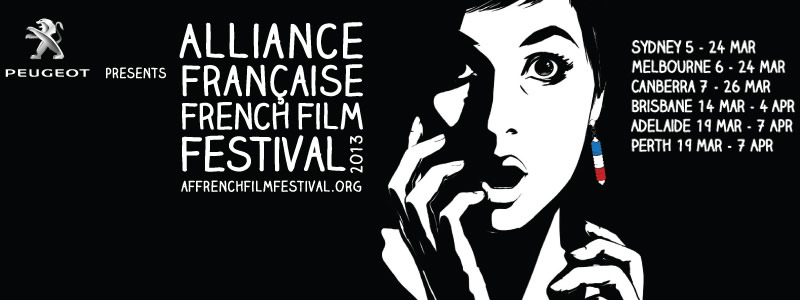 PEUGEOT PRESENTS
ALLIANCE
FRANÇAISE
FRENCH FILM
FESTIVAL 2013
AFFRENCHFILMFESTIVAL.ORG
SYDNEY 5 - 24 MAR
MELBOURNE 6 - 24 MAR
CANBERRA 7 - 26 MAR
BRISBANE 14 MAR - 4 APR
ADELAIDE 19 MAR - 7 APR
PERTH 19 MAR - 7 APR